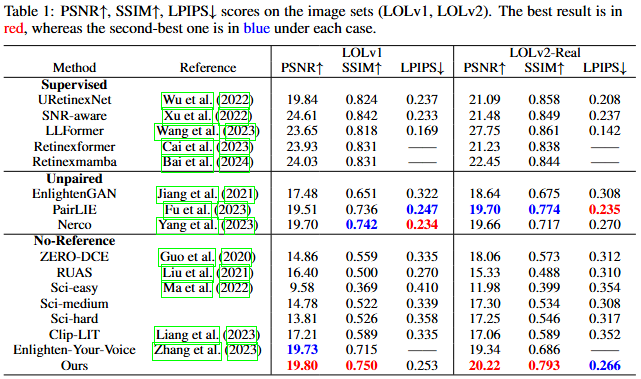 Table 1: PSNR↑, SSIM↑, LPIPS↓ scores on the image sets (LOLv1, LOLv2). The best result is in
red, whereas the second-best one is in blue under each case.
Method Reference LOLv1 LOLv2-Real
PSNR↑ SSIM↑ LPIPS↓ PSNR↑ SSIM↑ LPIPS↓
Supervised
URetinexNet Wu et al. (2022) 19.84 0.824 0.237 21.09 0.858 0.208
SNR-aware Xu et al. (2022) 24.61 0.842 0.233 21.48 0.849 0.237
LLFormer Wang et al. (2023) 23.65 0.818 0.169 27.75 0.861 0.142
Retinexformer Cai et al. (2023) 23.93 0.831 —— 21.23 0.838 ——
Retinexmamba Bai et al. (2024) 24.03 0.831 —— 22.45 0.844 ——
Unpaired
EnlightenGAN Jiang et al. (2021) 17.48 0.651 0.322 18.64 0.675 0.308
PairLIE Fu et al. (2023) 19.51 0.736 0.247 19.70 0.774 0.235
Nerco Yang et al. (2023) 19.70 0.742 0.234 19.66 0.717 0.270
No-Reference
ZERO-DCE Guo et al. (2020) 14.86 0.559 0.335 18.06 0.573 0.312
RUAS Liu et al. (2021) 16.40 0.500 0.270 15.33 0.488 0.310
Sci-easy Ma et al. (2022) 9.58 0.369 0.410 11.98 0.399 0.354
Sci-medium 14.78 0.522 0.339 17.30 0.534 0.308
Sci-hard 13.81 0.526 0.358 17.25 0.546 0.317
Clip-LIT Liang et al. (2023) 17.21 0.589 0.335 17.06 0.589 0.352
Enlighten-Your-Voice Zhang et al. (2023) 19.73 0.715 —— 19.34 0.686 ——
Ours 19.80 0.750 0.253 20.22 0.793 0.266